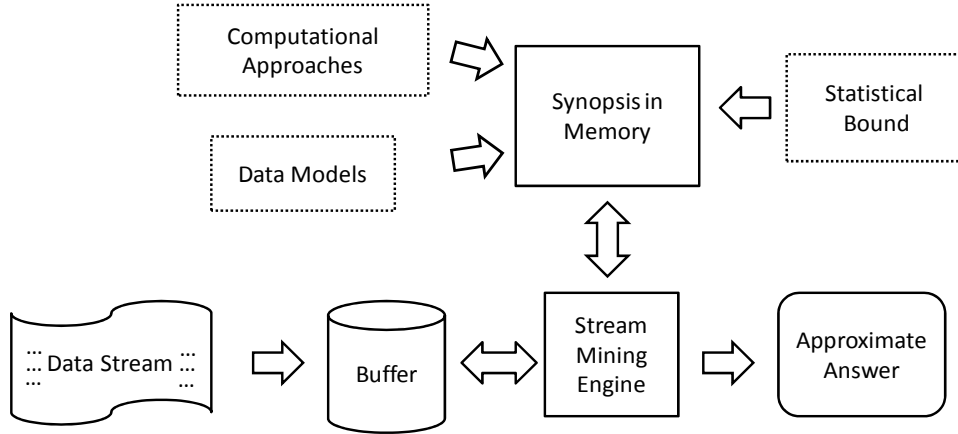 Computational
Approaches
Synopsis in
Memory
Statistical
Bound
Data Models
... Data Stream ...
... ...
Buffer
Stream
Mining
Engine
Approximate
Answer